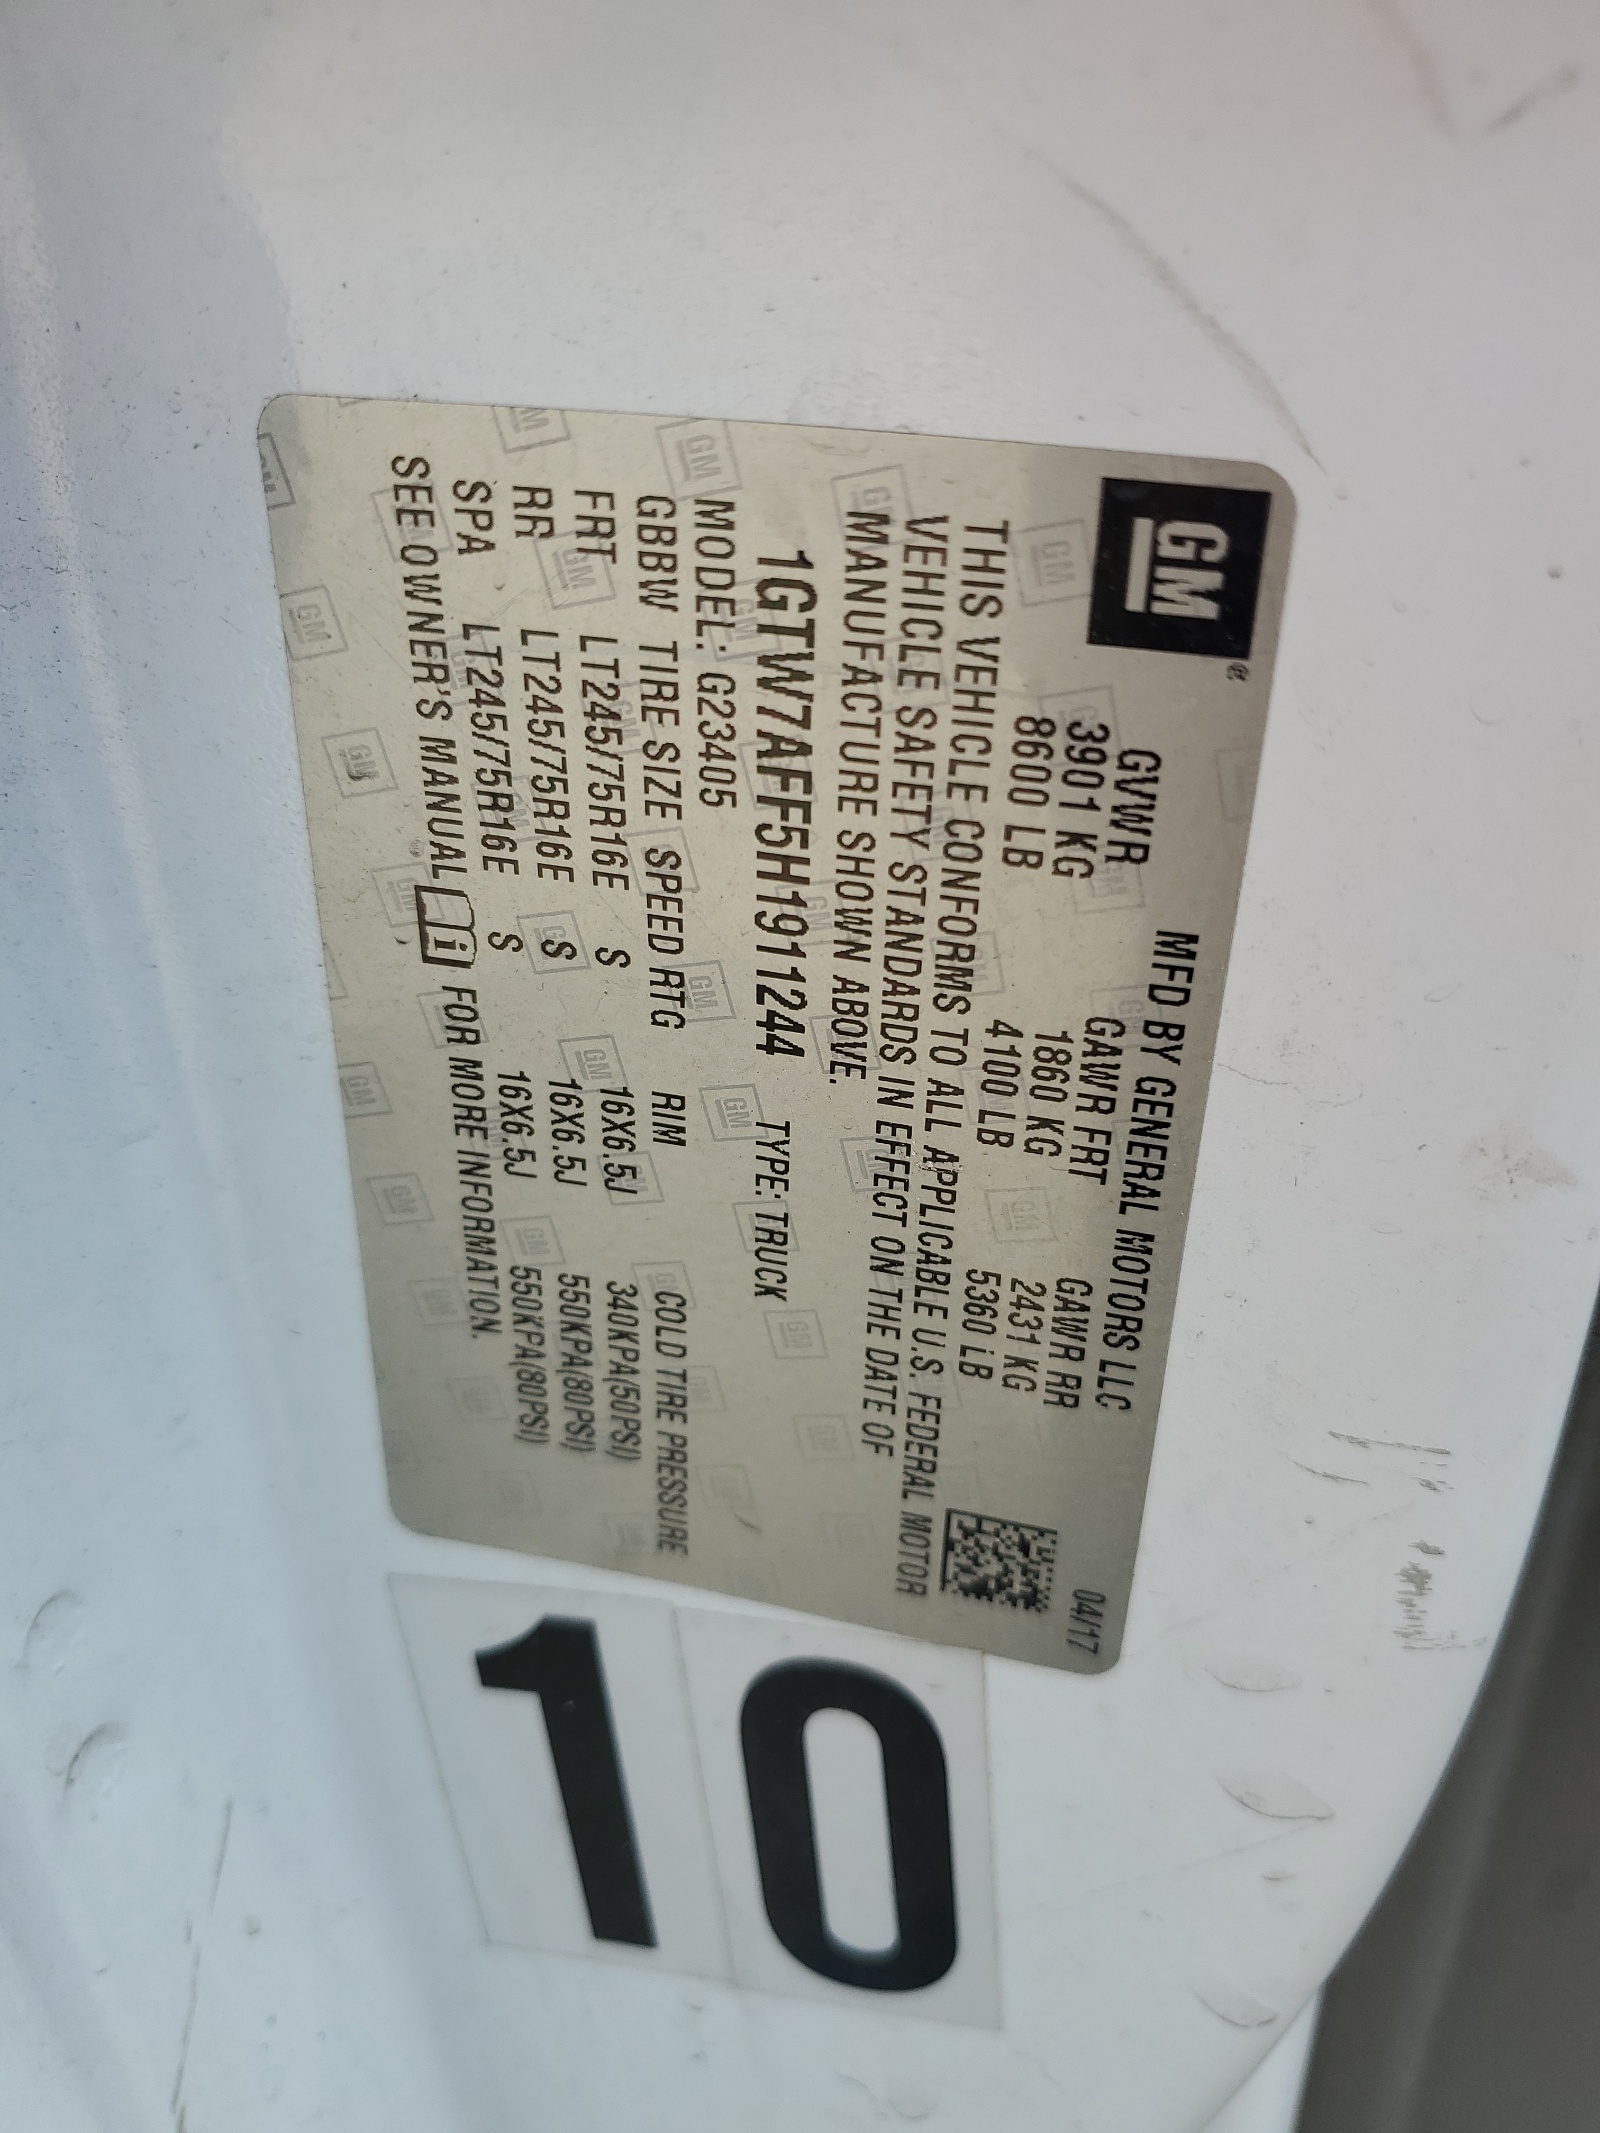 GM®
MFD BY GENERAL MOTORS LLC 04/17
GVWR GAWR FRT GAWR RR
3901 KG 1860 KG 2431 KG
8600 LB 4100 LB 5360 LB
THIS VEHICLE CONFORMS TO ALL APPLICABLE U.S. FEDERAL MOTOR
VEHICLE SAFETY STANDARDS IN EFFECT ON THE DATE OF
MANUFACTURE SHOWN ABOVE.
1GTW7AFF5H1911244 TYPE: TRUCK
MODEL: G23405
GBBW TIRE SIZE SPEED RTG RIM COLD TIRE PRESSURE
FRT LT245/75R16E S 16X6.5J 340KPA(50PSI)
RR LT245/75R16E S 16X6.5J 550KPA(80PSI)
SPA LT245/75R16E S 16X6.5J 550KPA(80PSI)
SEE OWNER'S MANUAL i FOR MORE INFORMATION.
10